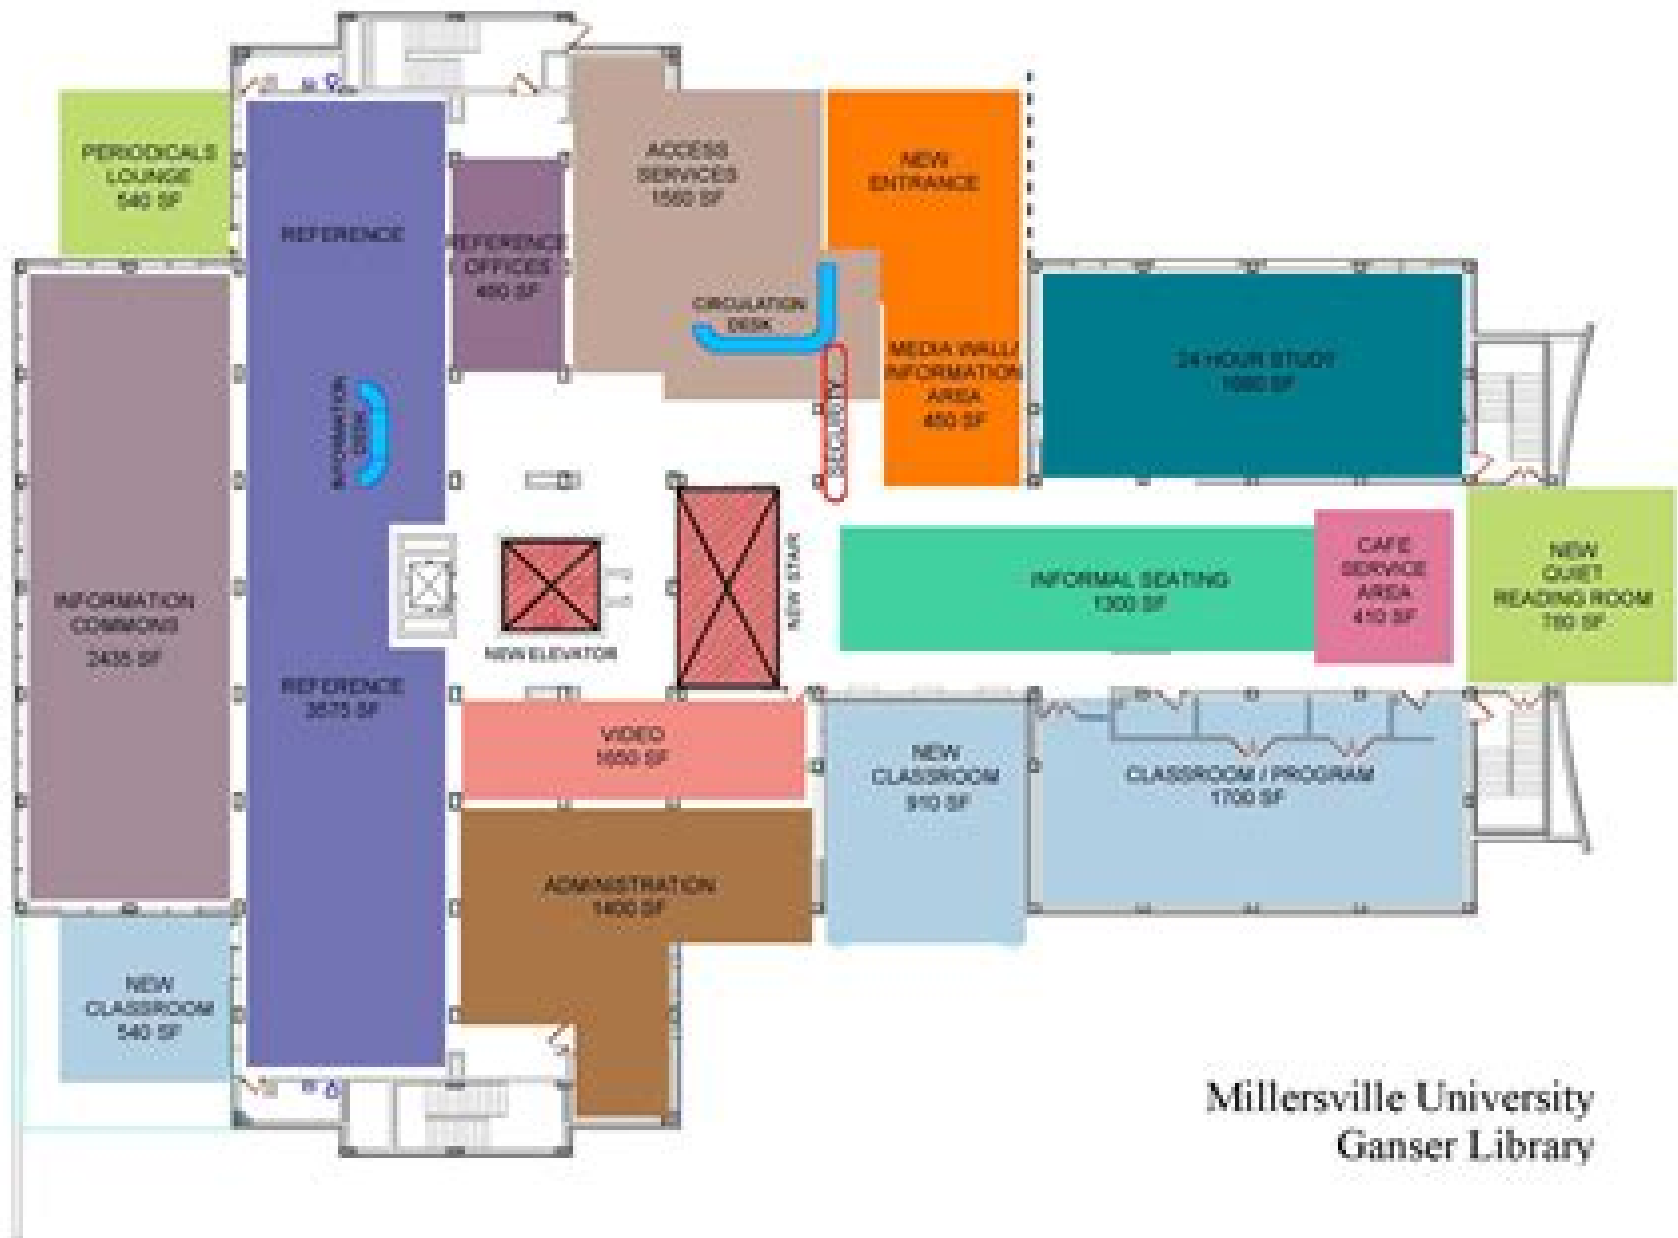 PERIODICALS
LOUNGE
540 SF
REFERENCE
REFERENCE
OFFICES
ACCESS
SERVICES
1560 SF
NEW
ENTRANCE
CIRCULATION
DESK
SECURITY
MEDIA WALL/
INFORMATION
AREA
450 SF
24 HOUR STUDY
INFORMATION
DESK
INFORMATION
COMMONS
2435 SF
REFERENCE
3675 SF
NEW ELEVATOR
NEW STAIR
INFORMAL SEATING
1300 SF
CAFE
SERVICE
AREA
410 SF
NEW
QUIET
READING ROOM
VIDEO
1650 SF
NEW
CLASSROOM
910 SF
CLASSROOM / PROGRAM
1700 SF
ADMINISTRATION
1400 SF
NEW
CLASSROOM
540 SF
Millersville University
Ganser Library